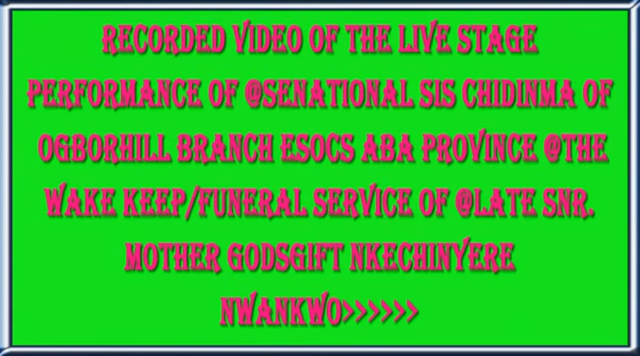 RECORDED VIDEO OF THE LIVE STAGE
PERFORMANCE OF @SENATIONAL SIS CHIDINMA OF
OGBORHILL BRANCH ESOCS ABA PROVINCE @THE
WAKE KEEP/FUNERAL SERVICE OF @LATE SNR.
MOTHER GODSGIFT NKECHINYERE
NWANKWO>>>>>>